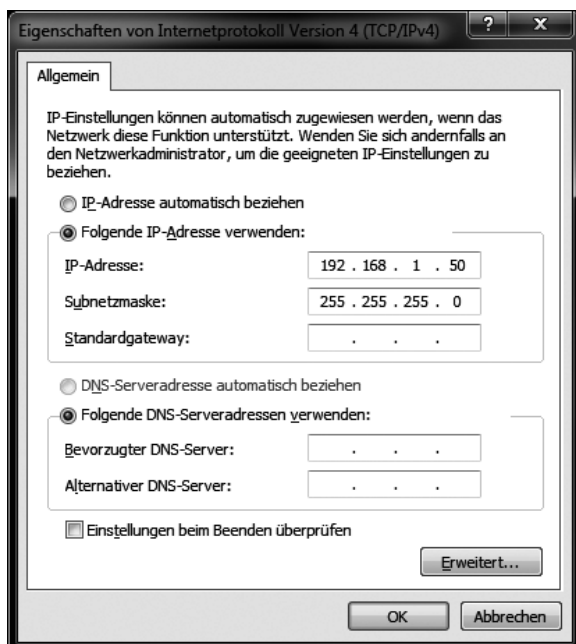 Eigenschaften von Internetprotokoll Version 4 (TCP/IPv4)
? X
Allgemein
IP-Einstellungen können automatisch zugewiesen werden, wenn das
Netzwerk diese Funktion unterstützt. Wenden Sie sich andernfalls an
den Netzwerkadministrator, um die geeigneten IP-Einstellungen zu
beziehen.
IP-Adresse automatisch beziehen
Folgende IP-Adresse verwenden:
IP-Adresse: 192 . 168 . 1 . 50
Subnetzmaske: 255 . 255 . 255 . 0
Standardgateway: . . .
DNS-Serveradresse automatisch beziehen
Folgende DNS-Serveradressen verwenden:
Bevorzugter DNS-Server: . . .
Alternativer DNS-Server: . . .
Einstellungen beim Beenden überprüfen
Erweitert...
OK Abbrechen